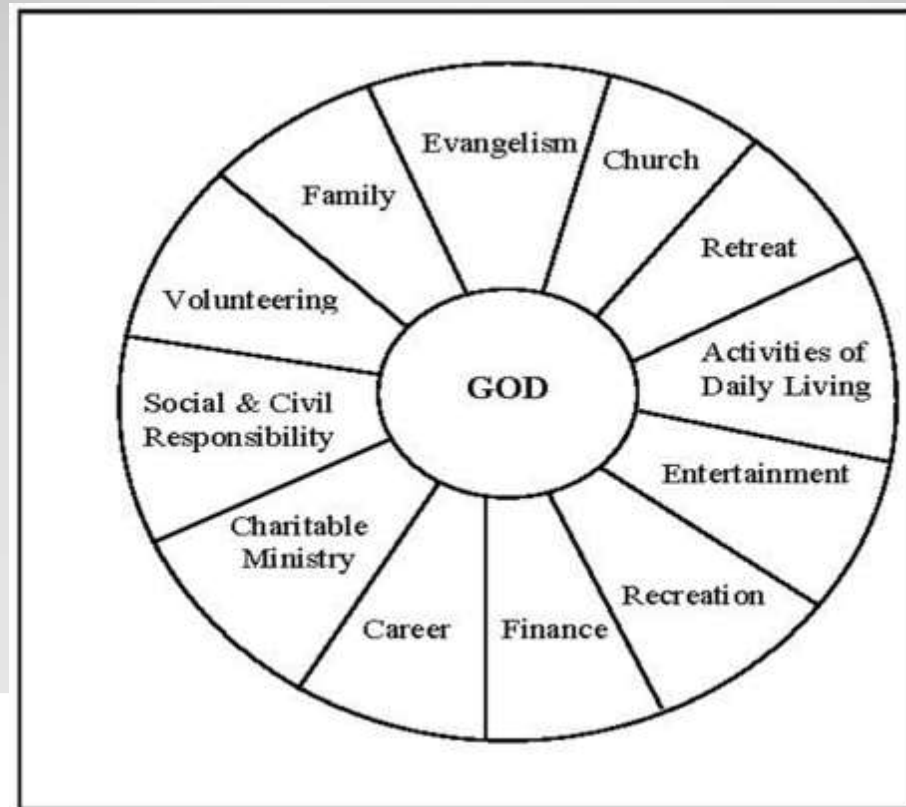 Evangelism
Church
Family
Retreat
Volunteering
Activities of
Daily Living
GOD
Social & Civil
Responsibility
Entertainment
Charitable
Ministry
Recreation
Career
Finance